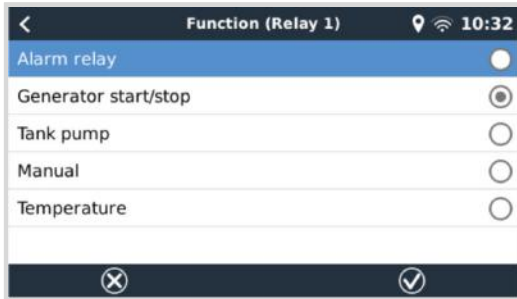 Function (Relay 1) 10:32
Alarm relay
Generator start/stop
Tank pump
Manual
Temperature